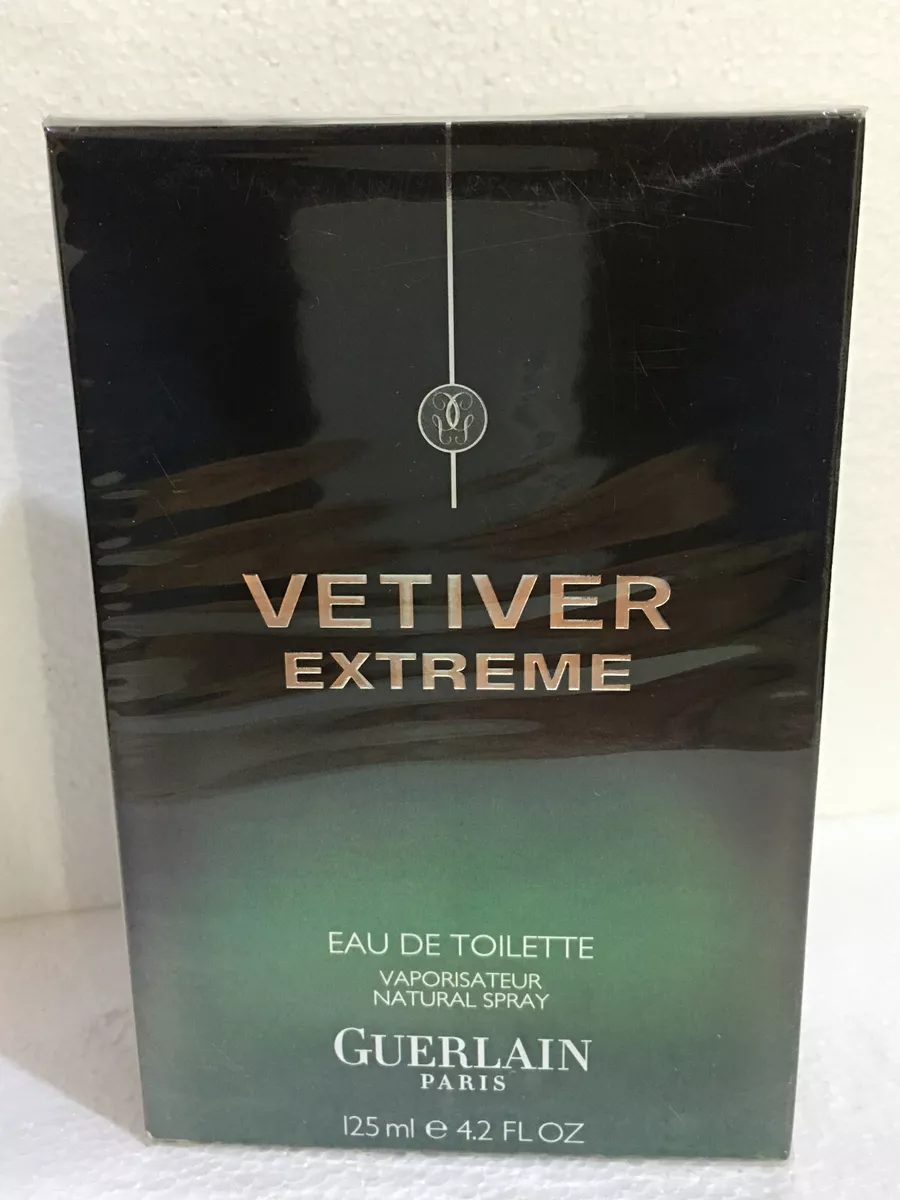 VETIVER
EXTREME
EAU DE TOILETTE
VAPORISATEUR
NATURAL SPRAY
GUERLAIN
PARIS
125 ml e 4.2 FL OZ